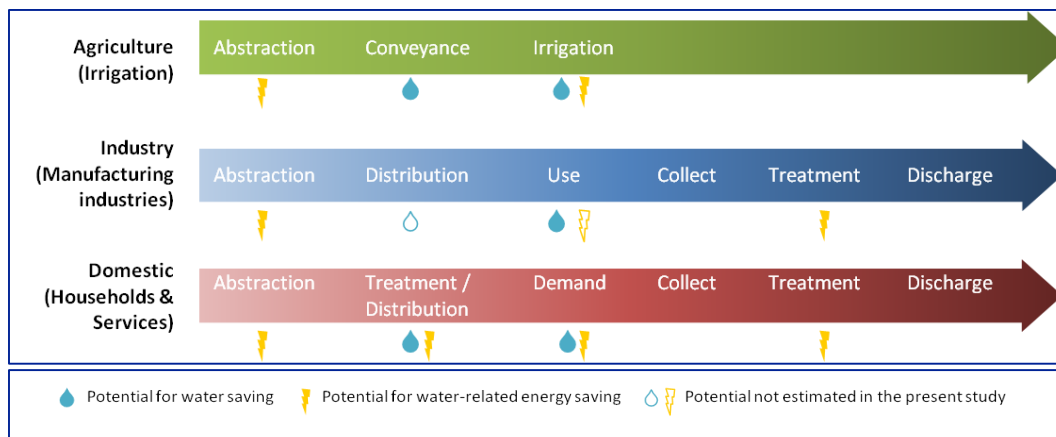 Agriculture
(Irrigation)
Abstraction Conveyance Irrigation
Industry
(Manufacturing
industries)
Abstraction Distribution Use Collect Treatment Discharge
Domestic
(Households &
Services)
Abstraction Treatment / Demand Collect Treatment Discharge
Distribution
Potential for water saving Potential for water-related energy saving Potential not estimated in the present study